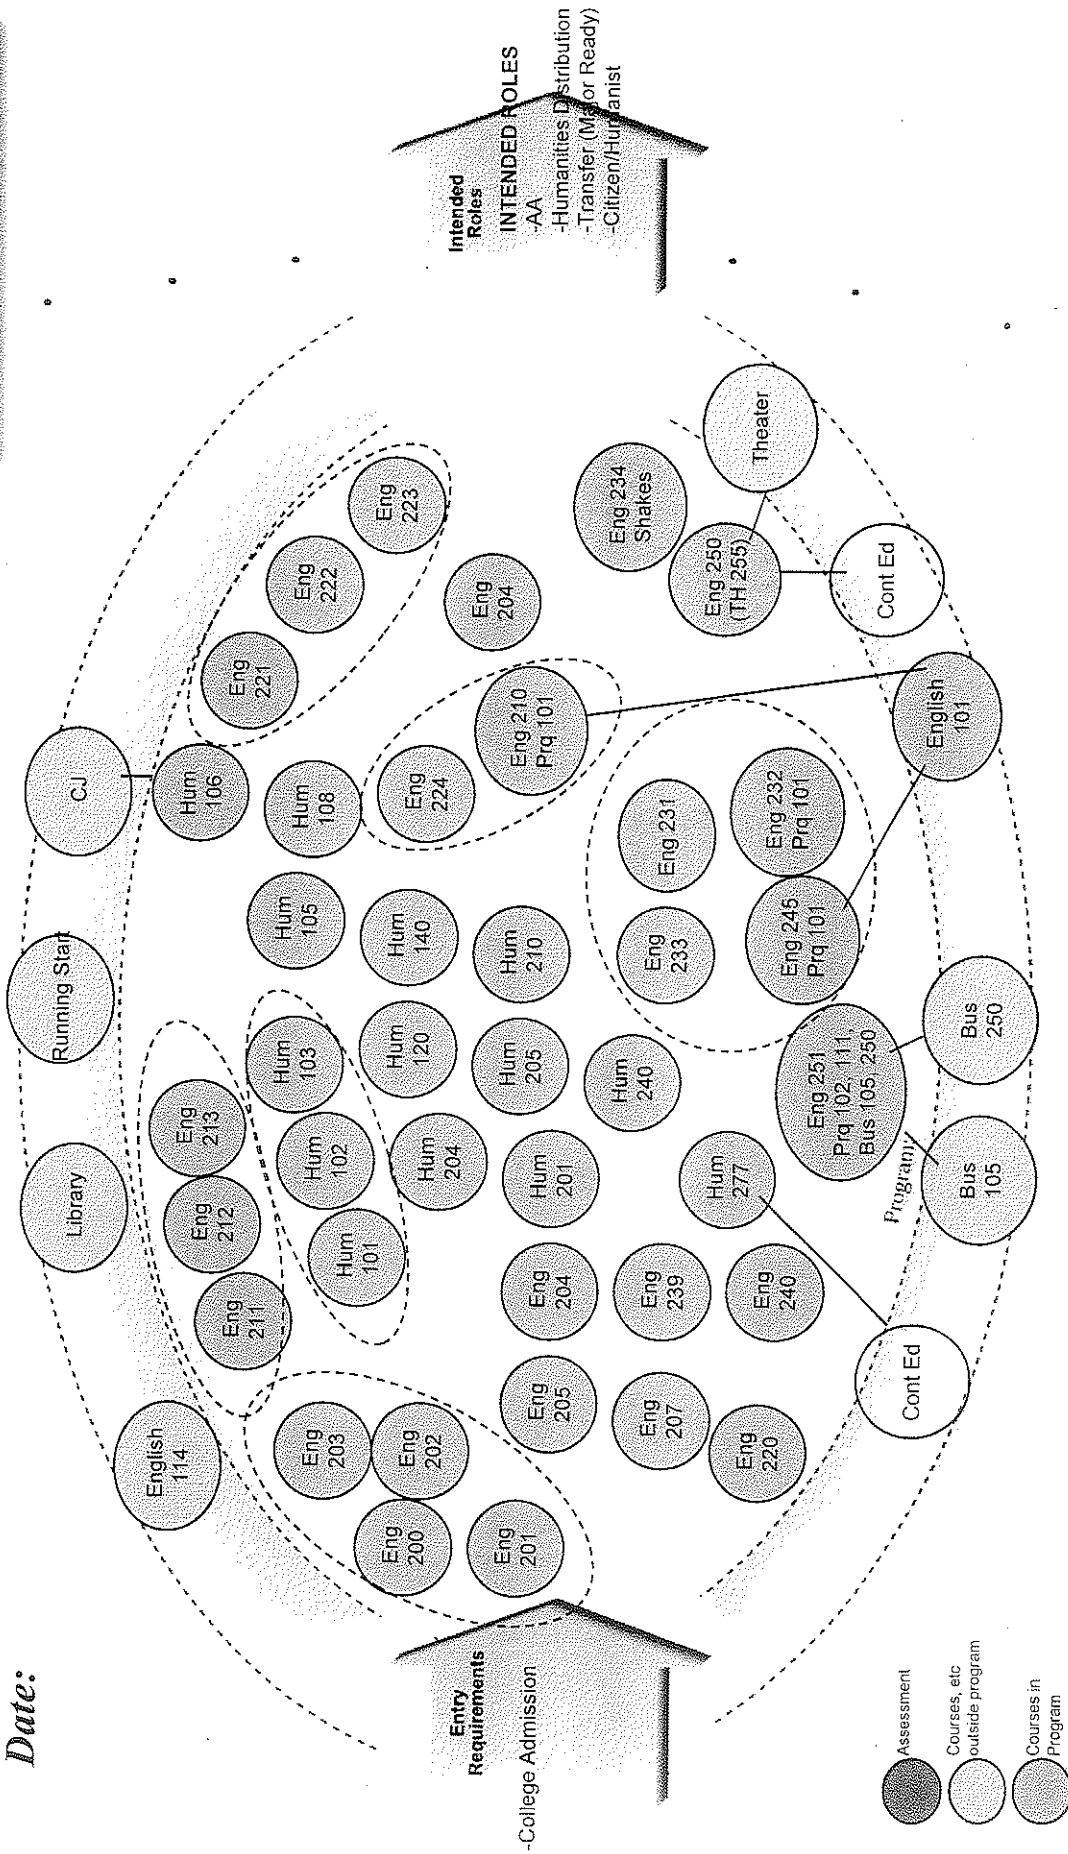 Date:
Entry
Requirements
-College Admission
English
114
Library
Running Start
CJ
Eng
203
Eng
202
Eng
200
Eng
201
Eng
211
Eng
212
Eng
213
Hum
101
Hum
102
Hum
103
Hum
106
Hum
108
Hum
105
Hum
140
Hum
120
Hum
204
Hum
210
Hum
205
Hum
201
Hum
240
Hum
277
Eng
221
Eng
222
Eng
223
Eng
224
Eng 210
Prq 101
Eng
204
Eng
205
Eng
204
Eng
207
Eng
239
Eng
220
Eng
240
Eng
233
Eng 231
Eng 245,
Prq 101
Eng 232
Prq 101
Eng 251
Prq 102, 111,
Bus 105, 250
Eng 234
Shakes
Eng 250
(TH 255)
Theater
Cont Ed
English
101
Bus
250
Bus
105
Program
Cont Ed
Intended
Roles
INTENDED ROLES
-AA
-Humanities Distribution
-Transfer (Major Ready)
-Citizen/Humanist
Assessment
Courses, etc
outside program
Courses in
Program